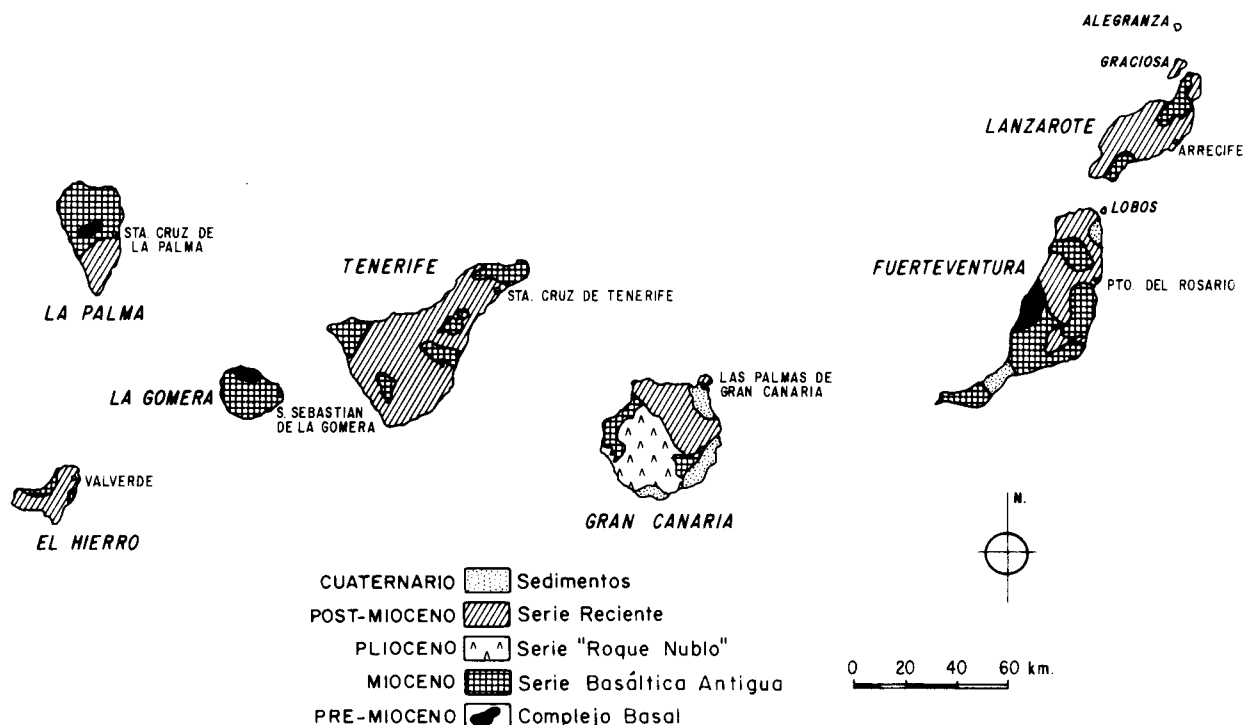 ALEGRANZA
GRACIOSA
LANZAROTE
ARRECIFE
LOBOS
FUERTEVENTURA
PTO. DEL ROSARIO
STA. CRUZ DE
LA PALMA
LA PALMA
TENERIFE
STA. CRUZ DE TENERIFE
LA GOMERA
S. SEBASTIAN
DE LA GOMERA
LAS PALMAS DE
GRAN CANARIA
GRAN CANARIA
VALVERDE
EL HIERRO
N.
CUATERNARIO Sedimentos
POST-MIOCENO Serie Reciente
PLIOCENO Serie "Roque Nublo"
MIOCENO Serie Basáltica Antigua
PRE-MIOCENO Complejo Basal
0 20 40 60 km.